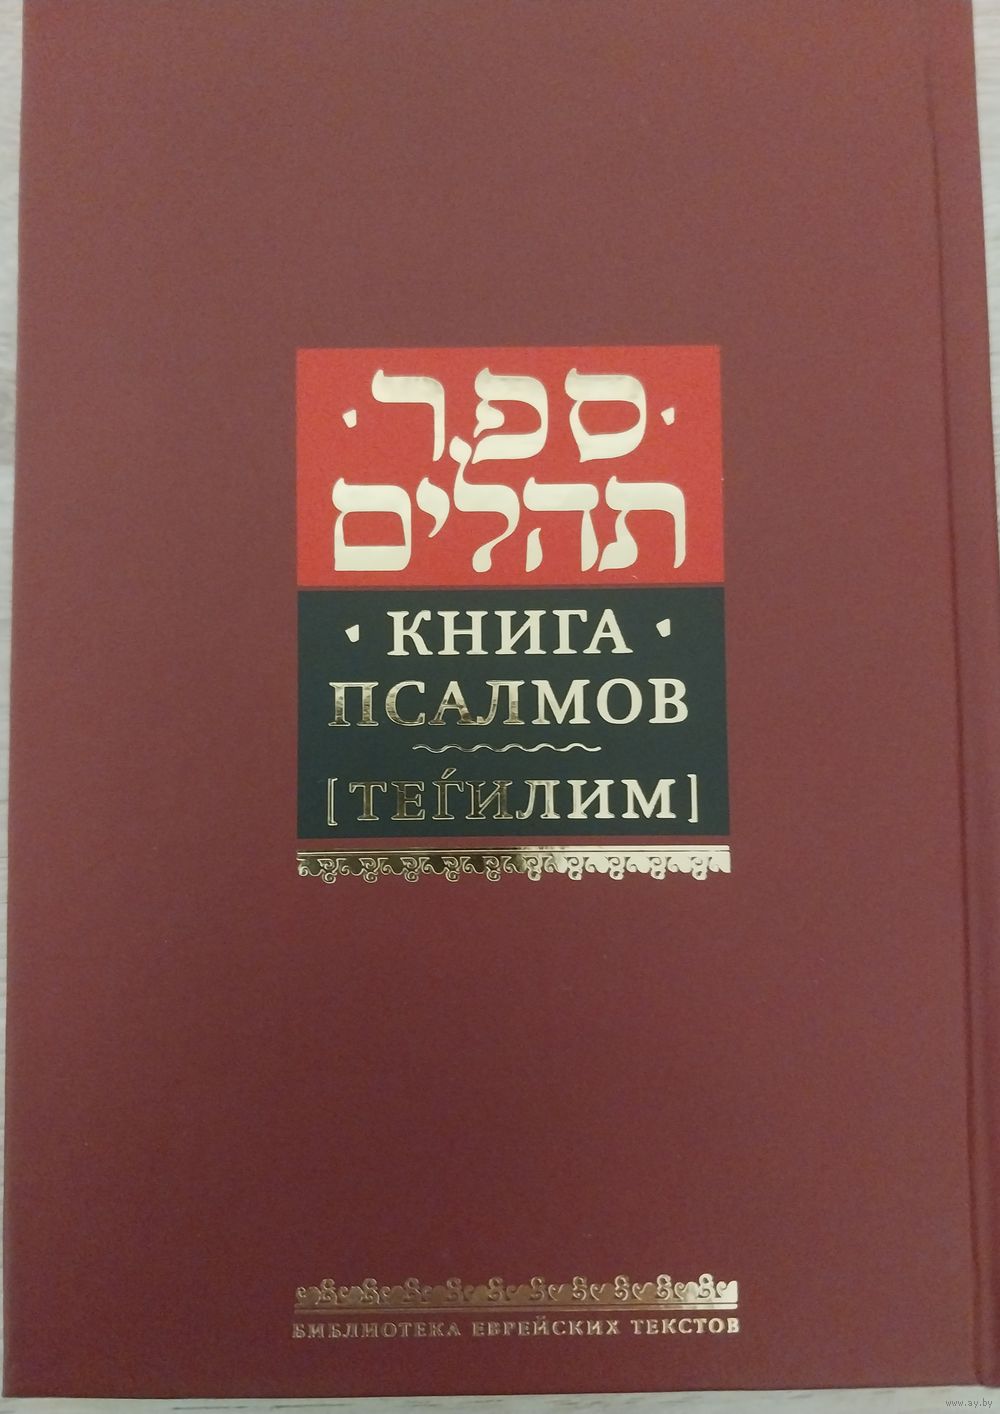 · ספר ·
תהלים
· КНИГА ·
ПСАЛМОВ
[ТЕЃИЛИМ]
БИБЛИОТЕКА ЕВРЕЙСКИХ ТЕКСТОВ
www.ay.by